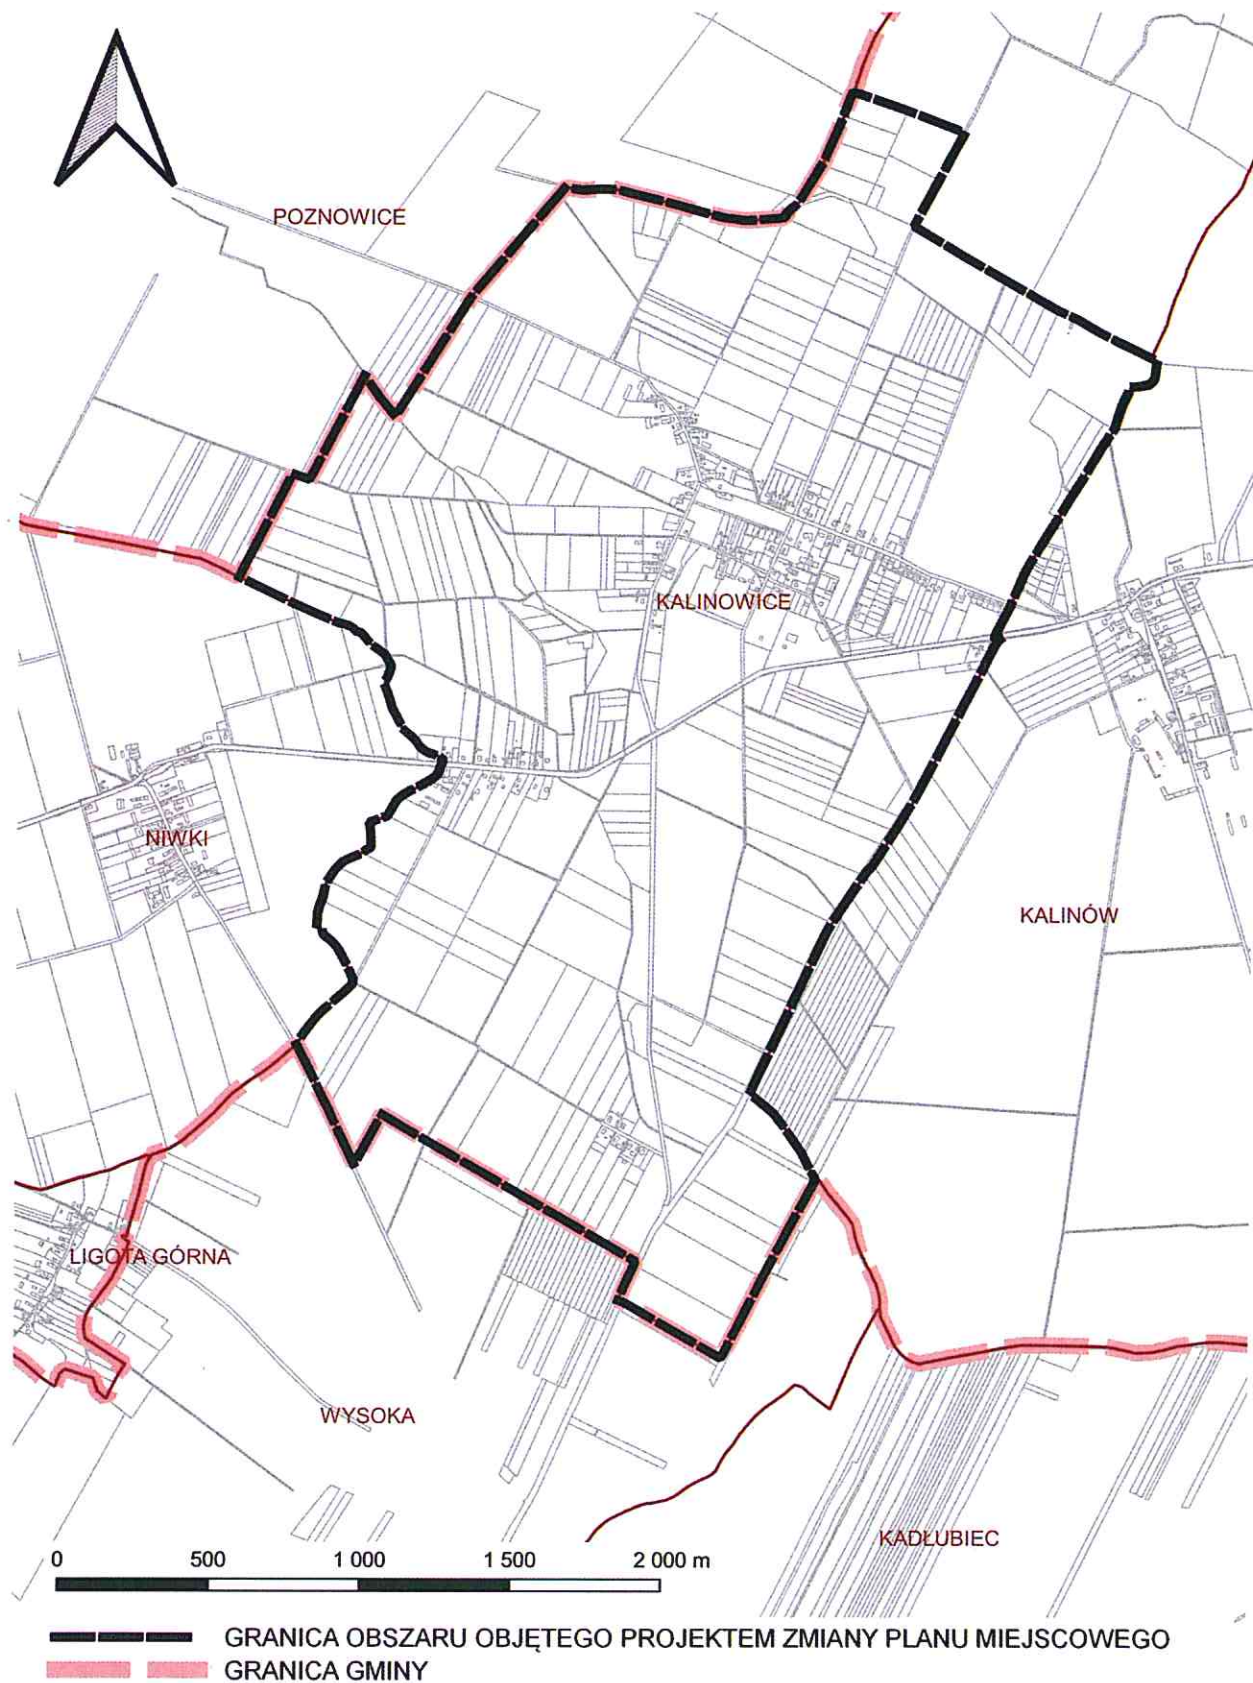 POZNOWICE
KALINOWICE
NIWKI
KALINÓW
LIGOTA GÓRNA
WYSOKA
KADŁUBIEC
0 500 1 000 1 500 2 000 m
GRANICA OBSZARU OBJĘTEGO PROJEKTEM ZMIANY PLANU MIEJSCOWEGO
GRANICA GMINY